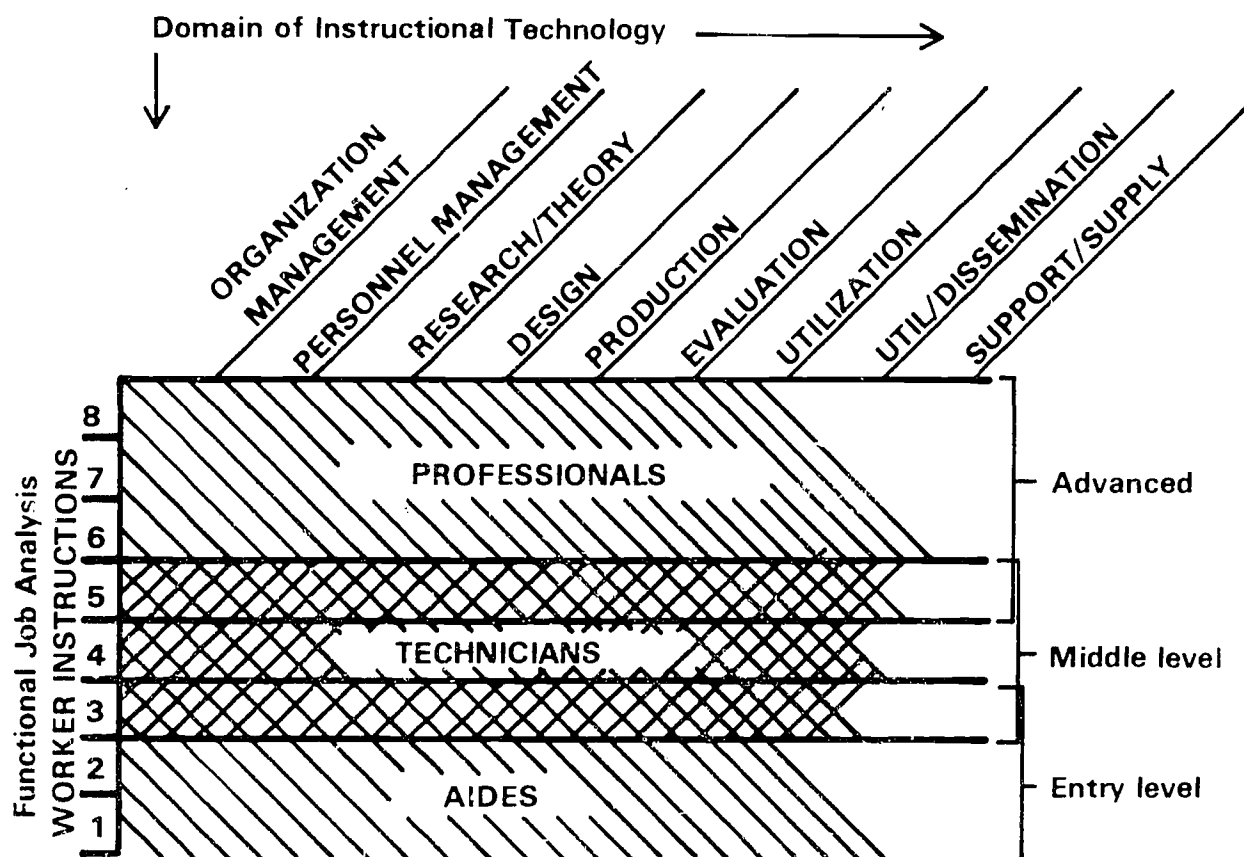 Domain of Instructional Technology
ORGANIZATION
MANAGEMENT
PERSONNEL MANAGEMENT
RESEARCH/THEORY
DESIGN
PRODUCTION
EVALUATION
UTILIZATION
UTIL/DISSEMINATION
SUPPORT/SUPPLY
Functional Job Analysis
WORKER INSTRUCTIONS
8
7
6
5
4
3
2
1
PROFESSIONALS
TECHNICIANS
AIDES
Advanced
Middle level
Entry level